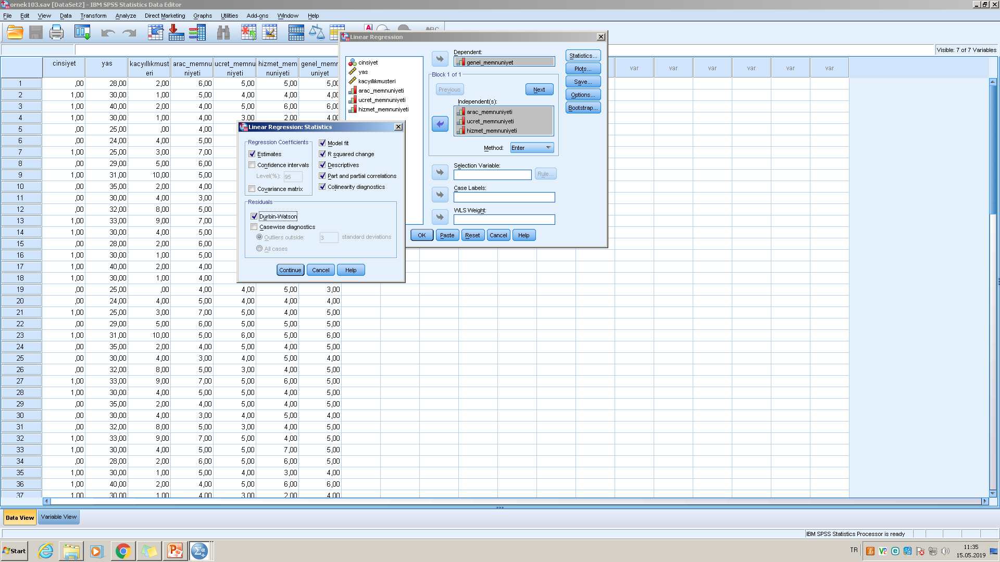 ornek103.sav [DataSet2] - IBM SPSS Statistics Data Editor
File Edit View Data Transform Analyze Direct Marketing Graphs Utilities Add-ons Window Help
Visible: 7 of 7 Variables
cinsiyet yas kacyıllıkmusteri arac_memnuniyeti ucret_memnuniyeti hizmet_memnuniyeti genel_memnuniyet var var var var var var
1 ,00 28,00 2,00 6,00 5,00 5,00 5,00
2 1,00 30,00 1,00 5,00 4,00 4,00 4,00
3 1,00 40,00 2,00 4,00 5,00 6,00 6,00
4 1,00 30,00 1,00 4,00 3,00 2,00 4,00
5 ,00 25,00 ,00 4,00
6 ,00 24,00 4,00 5,00
7 1,00 25,00 3,00 7,00
8 ,00 29,00 5,00 6,00
9 1,00 31,00 10,00 5,00
10 ,00 35,00 2,00 4,00
11 ,00 30,00 4,00 3,00
12 ,00 32,00 8,00 5,00
13 1,00 33,00 9,00 7,00
14 1,00 30,00 4,00 5,00
15 ,00 28,00 2,00 6,00
16 1,00 30,00 1,00 5,00
17 1,00 40,00 2,00 4,00
18 1,00 30,00 1,00 4,00
19 ,00 25,00 ,00 4,00 4,00 5,00 3,00
20 ,00 24,00 4,00 5,00 4,00 4,00 4,00
21 1,00 25,00 3,00 7,00 5,00 4,00 5,00
22 ,00 29,00 5,00 6,00 5,00 5,00 5,00
23 1,00 31,00 10,00 5,00 6,00 5,00 6,00
24 ,00 35,00 2,00 4,00 5,00 4,00 5,00
25 ,00 30,00 4,00 3,00 4,00 5,00 4,00
26 ,00 32,00 8,00 5,00 3,00 4,00 5,00
27 1,00 33,00 9,00 7,00 5,00 6,00 5,00
28 1,00 30,00 4,00 5,00 5,00 4,00 5,00
29 ,00 35,00 2,00 4,00 5,00 4,00 5,00
30 ,00 30,00 4,00 3,00 4,00 5,00 4,00
31 ,00 32,00 8,00 5,00 3,00 4,00 5,00
32 1,00 33,00 9,00 7,00 5,00 4,00 5,00
33 1,00 30,00 4,00 5,00 5,00 7,00 5,00
34 ,00 28,00 2,00 6,00 5,00 6,00 5,00
35 1,00 30,00 1,00 5,00 4,00 3,00 4,00
36 1,00 40,00 2,00 4,00 5,00 6,00 6,00
37 1,00 30,00 1,00 4,00 3,00 2,00 4,00
Linear Regression
cinsiyet
yas
kacyıllıkmusteri
arac_memnuniyeti
ucret_memnuniyeti
hizmet_memnuniyeti
Dependent:
genel_memnuniyet
Block 1 of 1
Previous Next
Independent(s):
arac_memnuniyeti
ucret_memnuniyeti
hizmet_memnuniyeti
Method: Enter
Selection Variable:
Rule...
Case Labels:
WLS Weight:
Statistics...
Plots...
Save...
Options...
Bootstrap...
OK Paste Reset Cancel Help
Linear Regression: Statistics
Regression Coefficients
Estimates
Confidence intervals
Level(%): 95
Covariance matrix
Model fit
R squared change
Descriptives
Part and partial correlations
Collinearity diagnostics
Residuals
Durbin-Watson
Casewise diagnostics
Outliers outside: 3 standard deviations
All cases
Continue Cancel Help
Data View Variable View
IBM SPSS Statistics Processor is ready
Start
TR
11:35
15.05.2019